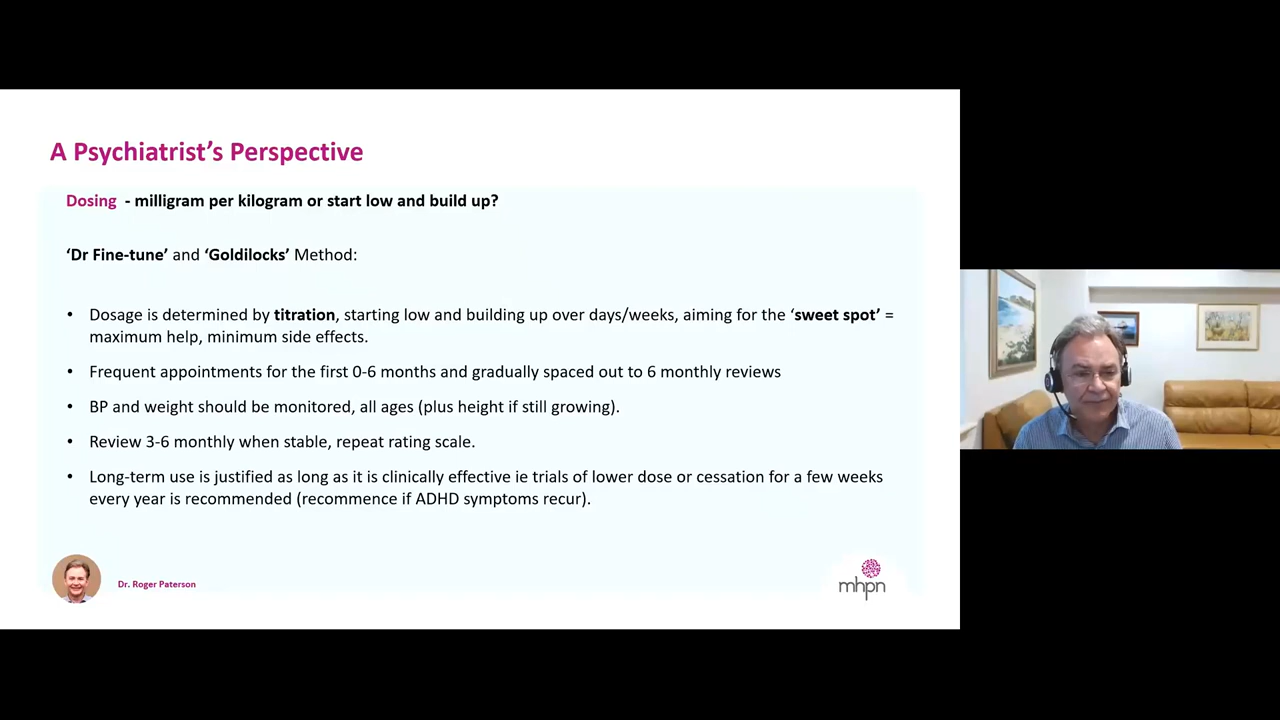 A Psychiatrist's Perspective
Dosing - milligram per kilogram or start low and build up?
'Dr Fine-tune' and 'Goldilocks' Method:
• Dosage is determined by titration, starting low and building up over days/weeks, aiming for the 'sweet spot' =
maximum help, minimum side effects.
• Frequent appointments for the first 0-6 months and gradually spaced out to 6 monthly reviews
• BP and weight should be monitored, all ages (plus height if still growing).
• Review 3-6 monthly when stable, repeat rating scale.
• Long-term use is justified as long as it is clinically effective ie trials of lower dose or cessation for a few weeks
every year is recommended (recommence if ADHD symptoms recur).
Dr. Roger Paterson
mhpn